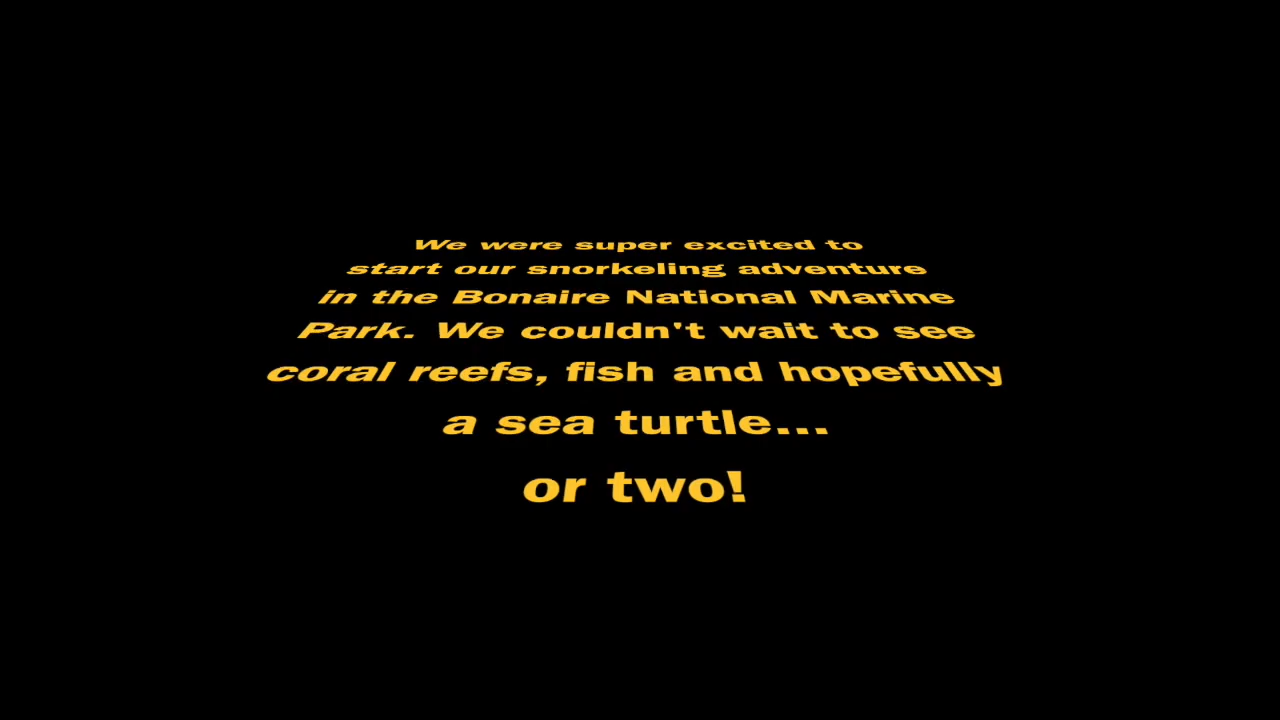 We were super excited to
start our snorkeling adventure
in the Bonaire National Marine
Park. We couldn't wait to see
coral reefs, fish and hopefully
a sea turtle...
or two!